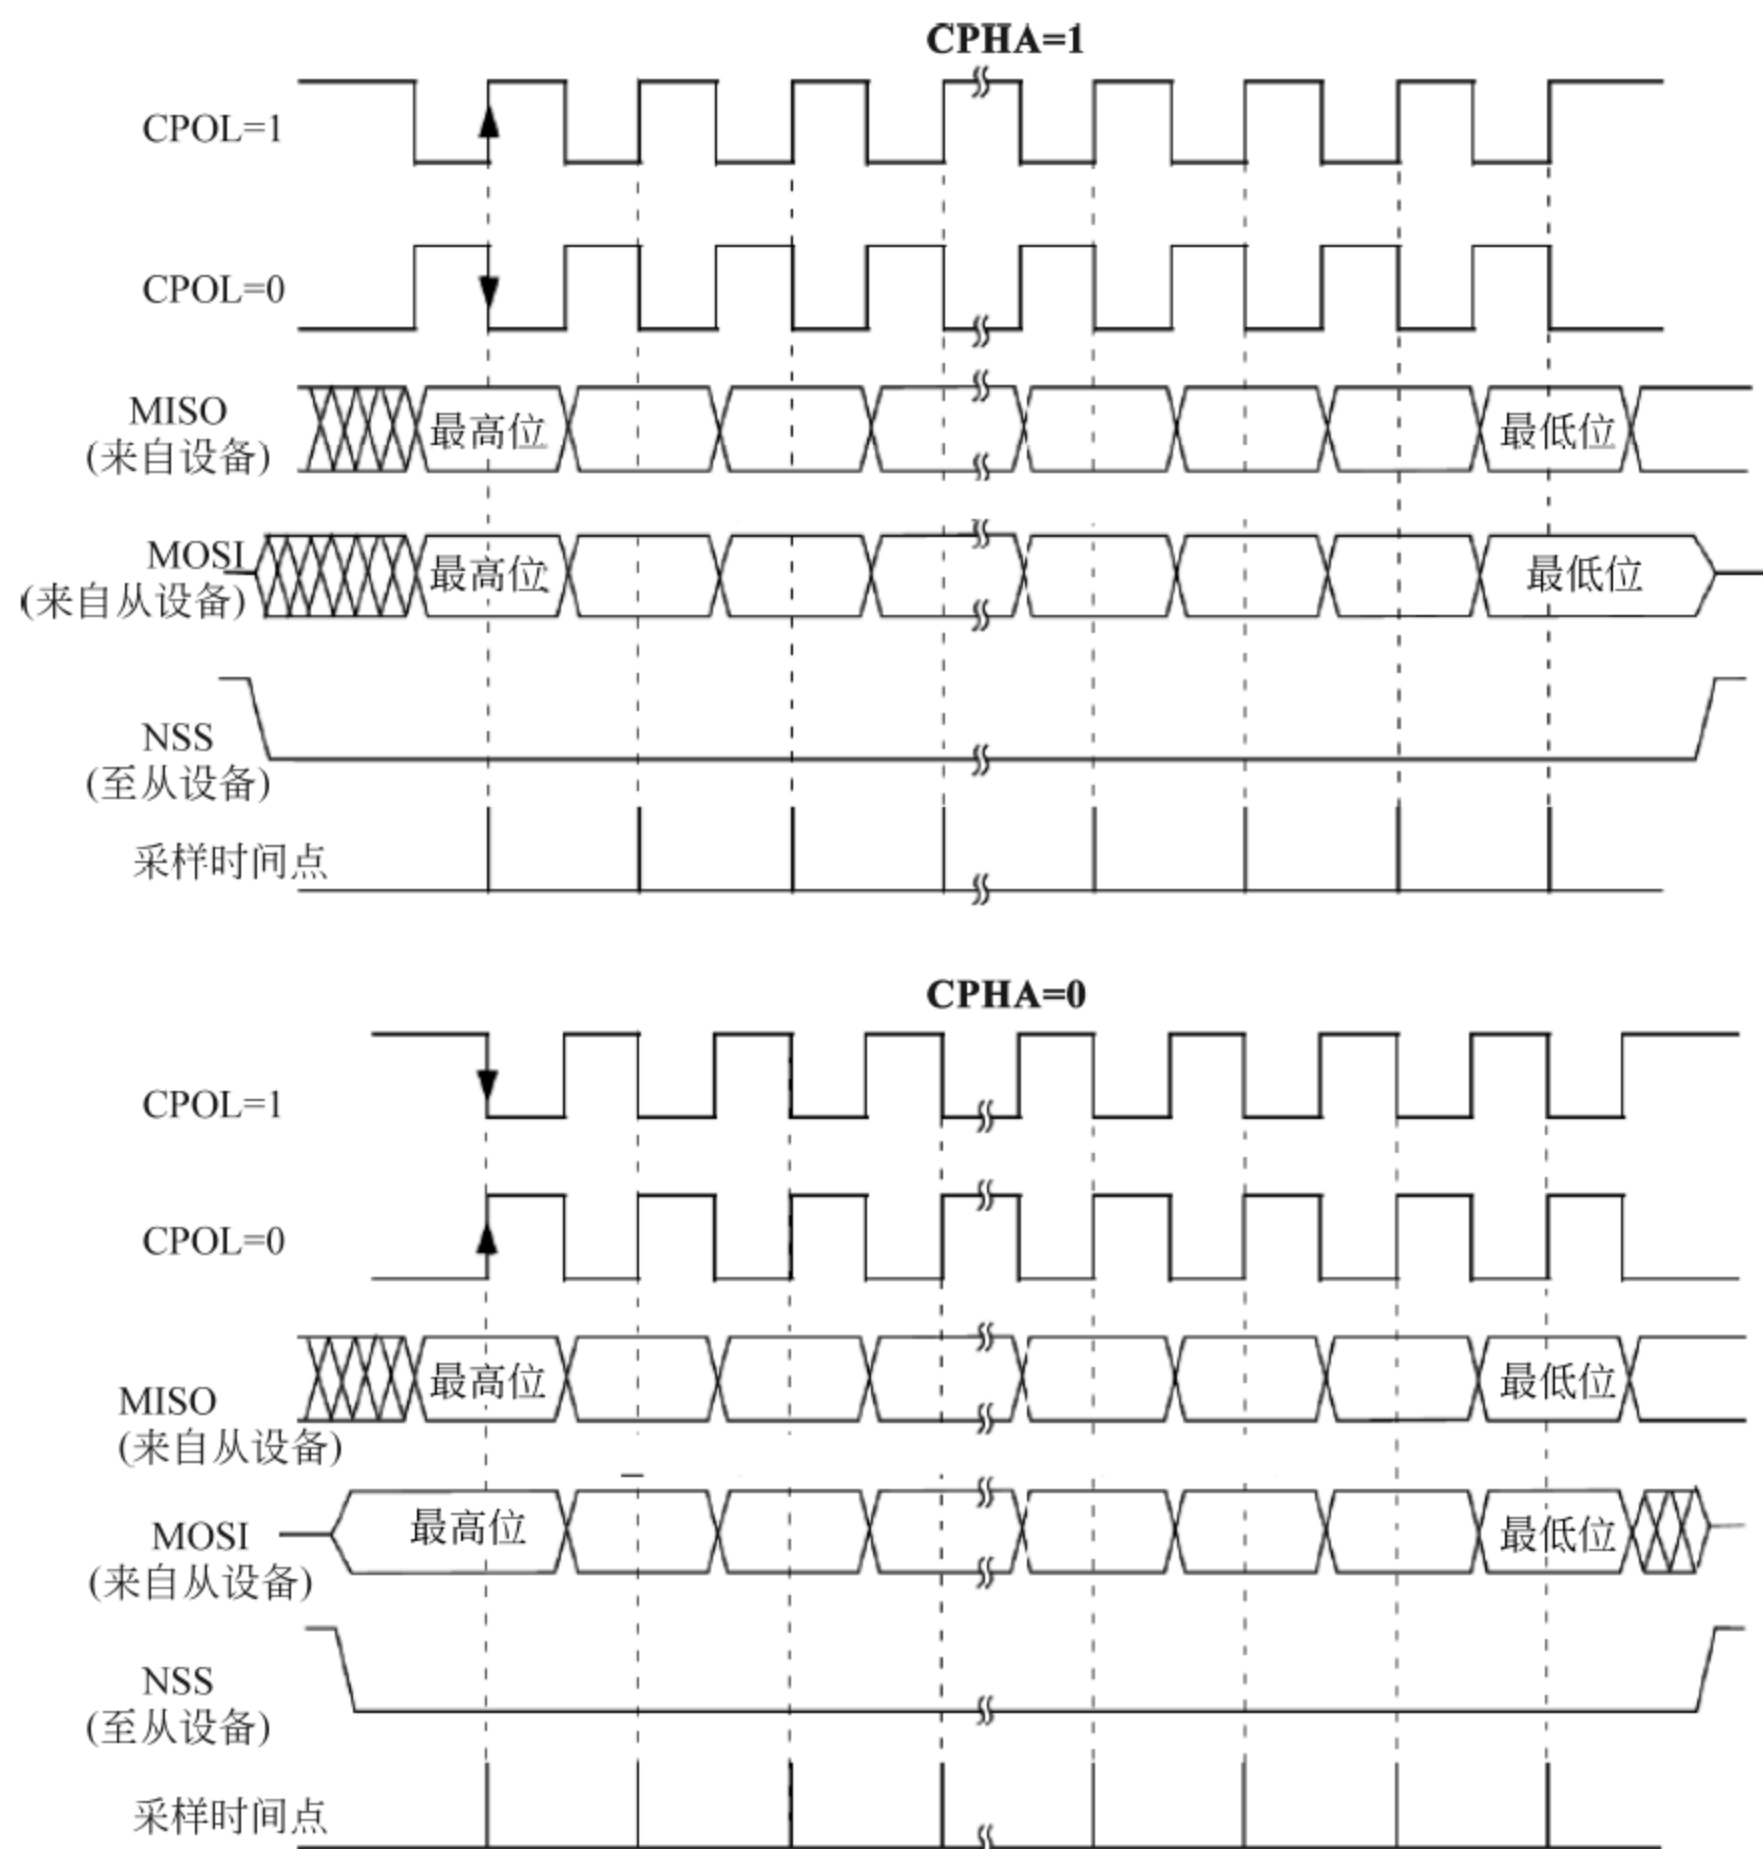 CPHA=1
CPOL=1
CPOL=0
MISO
(来自设备)
最高位
最低位
MOSI
(来自从设备)
最高位
最低位
NSS
(至从设备)
采样时间点
CPHA=0
CPOL=1
CPOL=0
MISO
(来自从设备)
最高位
最低位
MOSI
(来自从设备)
最高位
最低位
NSS
(至从设备)
采样时间点